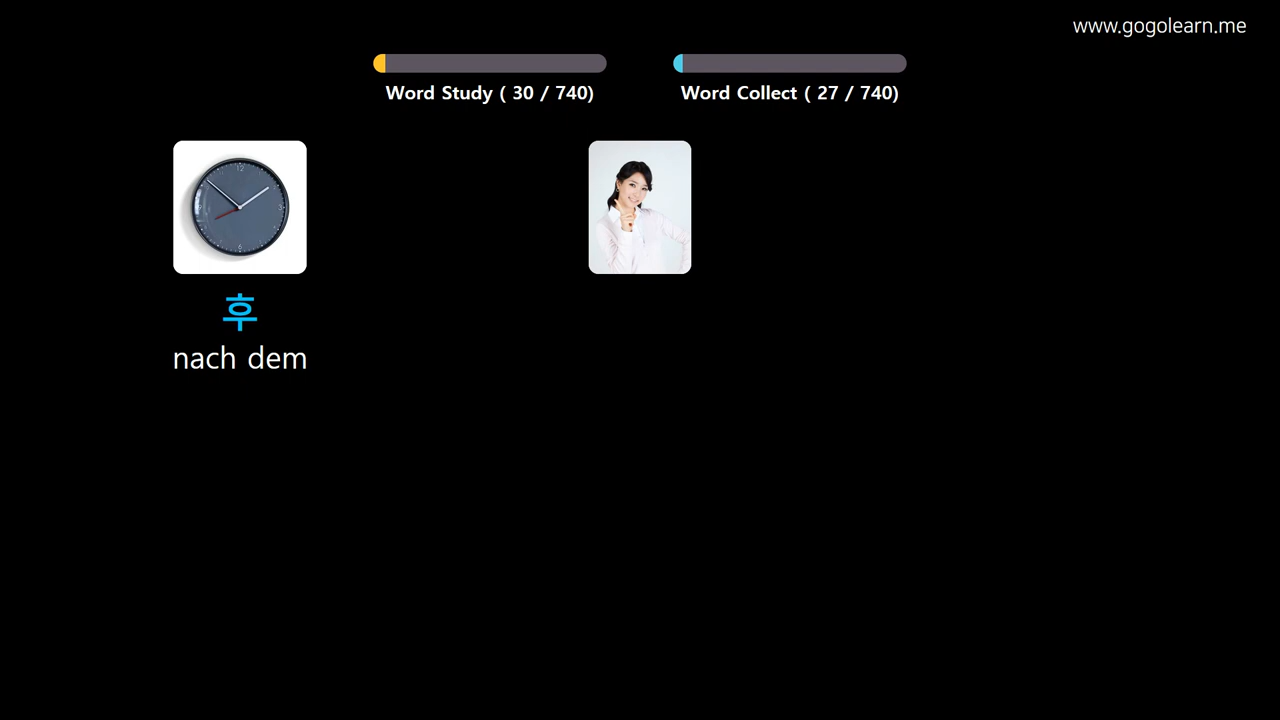 www.gogolearn.me
Word Study ( 30 / 740)
Word Collect ( 27 / 740)
후
nach dem